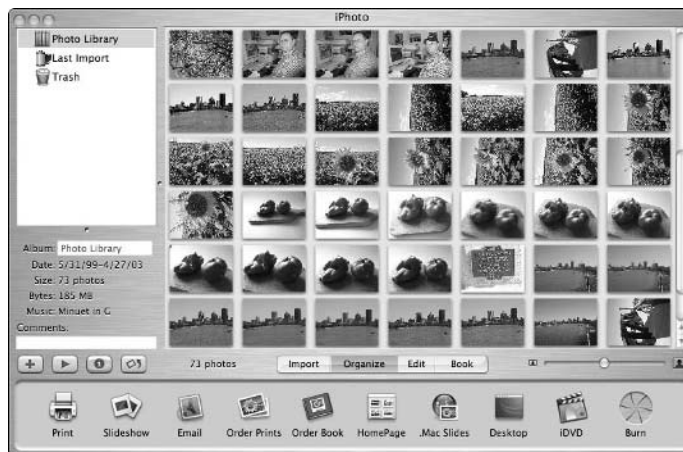 iPhoto
Photo Library
Last Import
Trash
Album: Photo Library
Date: 5/31/99-4/27/03
Size: 73 photos
Bytes: 185 MB
Music: Minuet in G
Comments:
73 photos
Import Organize Edit Book
Print Slideshow Email Order Prints Order Book HomePage .Mac Slides Desktop iDVD Burn